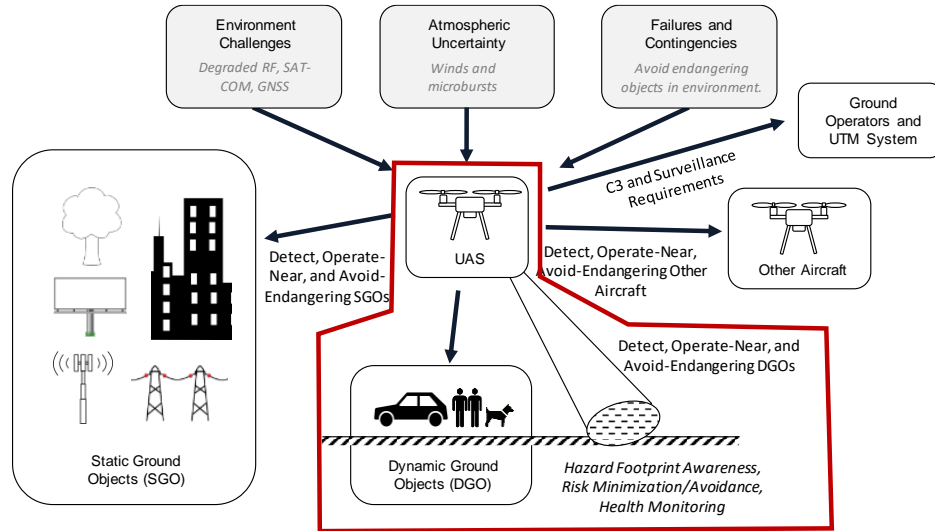 Environment
Challenges
Degraded RF, SAT-
COM, GNSS
Atmospheric
Uncertainty
Winds and
microbursts
Failures and
Contingencies
Avoid endangering
objects in environment.
Ground
Operators and
UTM System
C3 and Surveillance
Requirements
UAS
Detect, Operate-
Near, and Avoid-
Endangering SGOs
Detect, Operate-Near,
Avoid-Endangering Other
Aircraft
Other Aircraft
Detect, Operate-Near, and
Avoid-Endangering DGOs
Static Ground
Objects (SGO)
Dynamic Ground
Objects (DGO)
Hazard Footprint Awareness,
Risk Minimization/Avoidance,
Health Monitoring